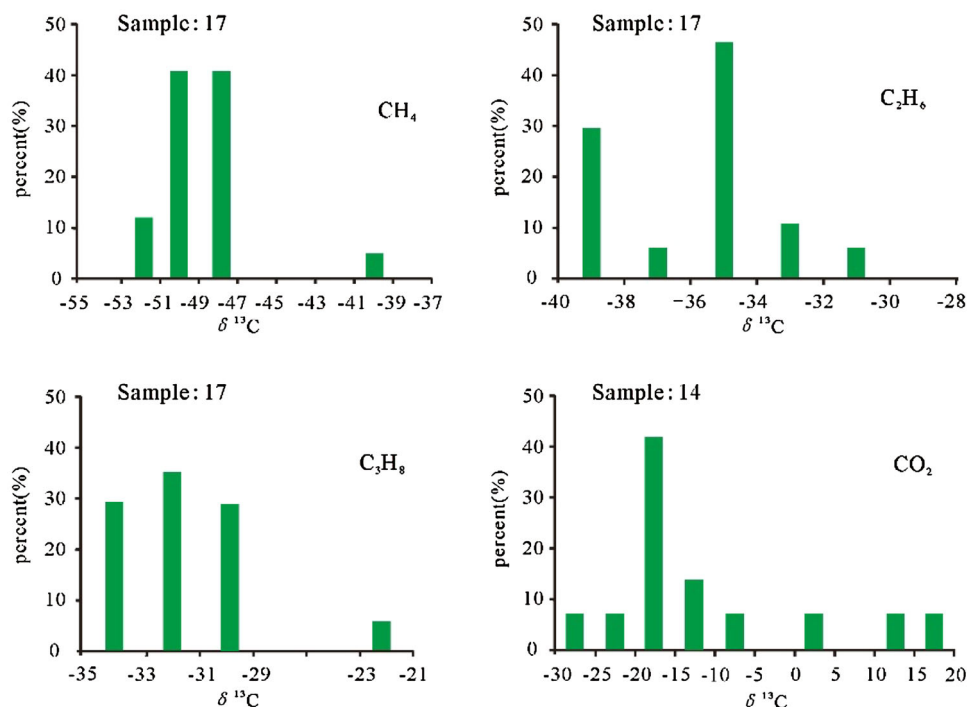 Sample: 17
CH₄
percent(%)
50
40
30
20
10
0
-55 -53 -50 -49 -47 -45 -43 -41 -39 -37
δ ¹³C
Sample: 17
C₂H₆
percent(%)
50
40
30
20
10
0
-40 -38 -36 -34 -32 -30 -28
δ ¹³C
Sample: 17
C₃H₈
percent(%)
50
40
30
20
10
0
-35 -33 -30 -29 -22 -21
δ ¹³C
Sample: 14
CO₂
percent(%)
50
40
30
20
10
0
-30 -25 -20 -15 -10 -5 0 5 10 15 20
δ ¹³C